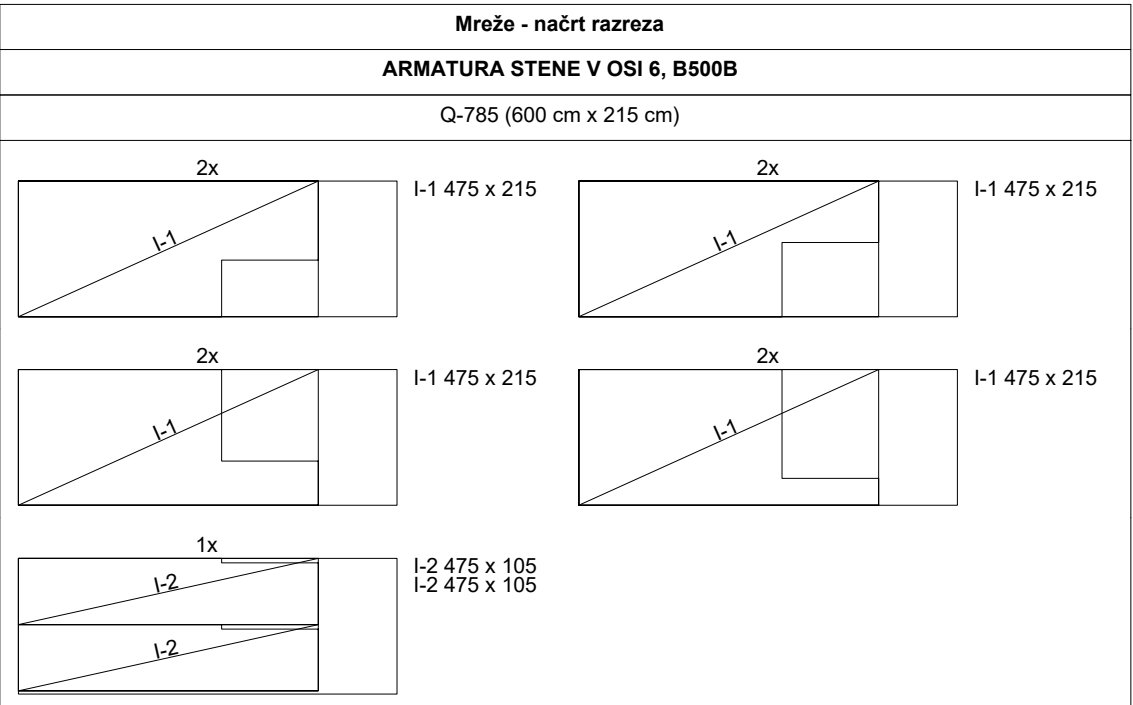 Mreže - načrt razreza
ARMATURA STENE V OSI 6, B500B
Q-785 (600 cm x 215 cm)
2x
I-1
I-1 475 x 215
2x
I-1
I-1 475 x 215
2x
I-1
I-1 475 x 215
2x
I-1
I-1 475 x 215
1x
I-2
I-2
I-2 475 x 105
I-2 475 x 105